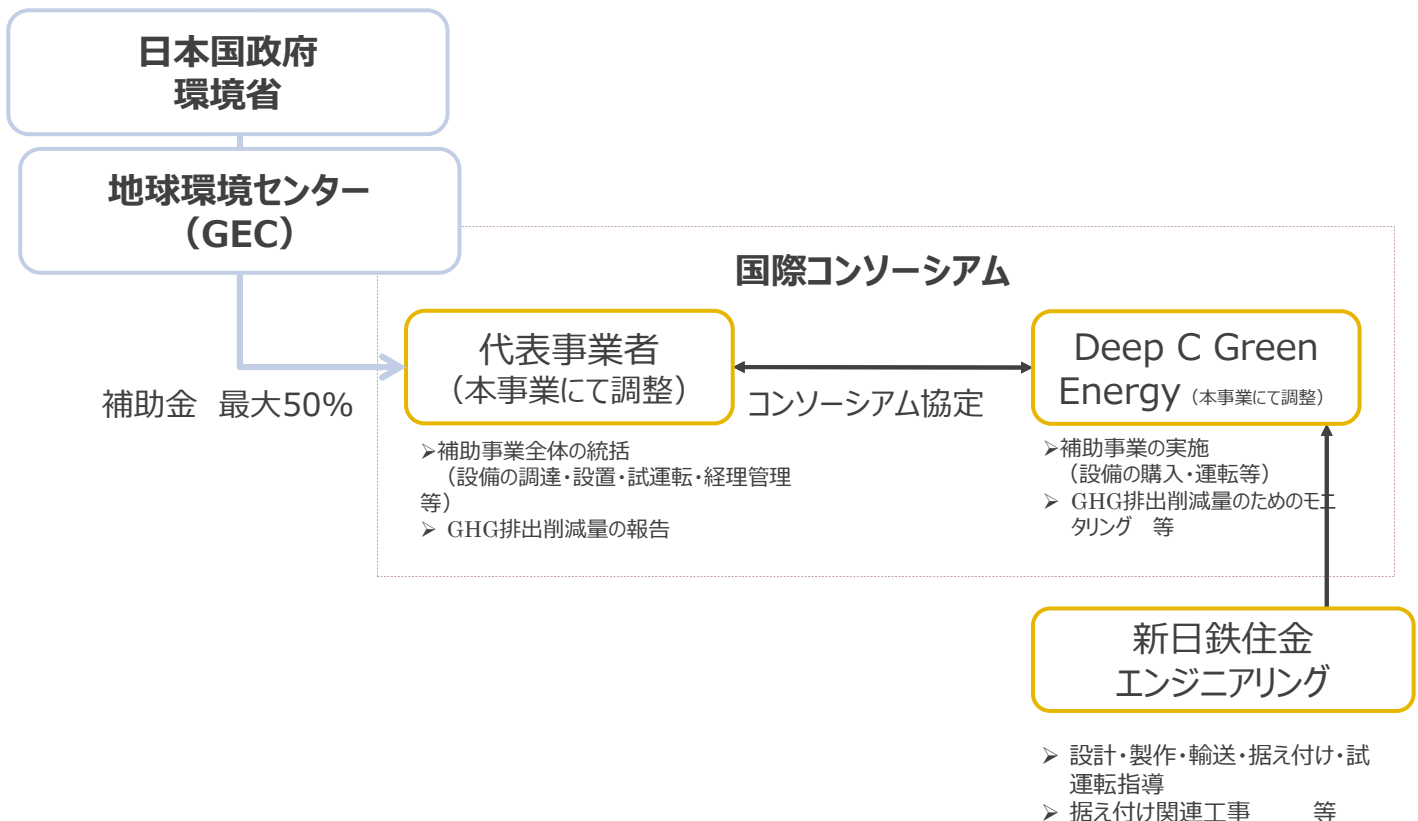 日本国政府
環境省
地球環境センター
（GEC）
国際コンソーシアム
代表事業者
（本事業にて調整）
Deep C Green
Energy （本事業にて調整）
補助金　最大50%
コンソーシアム協定
➢補助事業全体の統括
（設備の調達・設置・試運転・経理管理
等）
➢ GHG排出削減量の報告
➢補助事業の実施
（設備の購入・運転等）
➢ GHG排出削減量のためのモニ
タリング　等
新日鉄住金
エンジニアリング
➢ 設計・製作・輸送・据え付け・試
運転指導
➢ 据え付け関連工事　　等